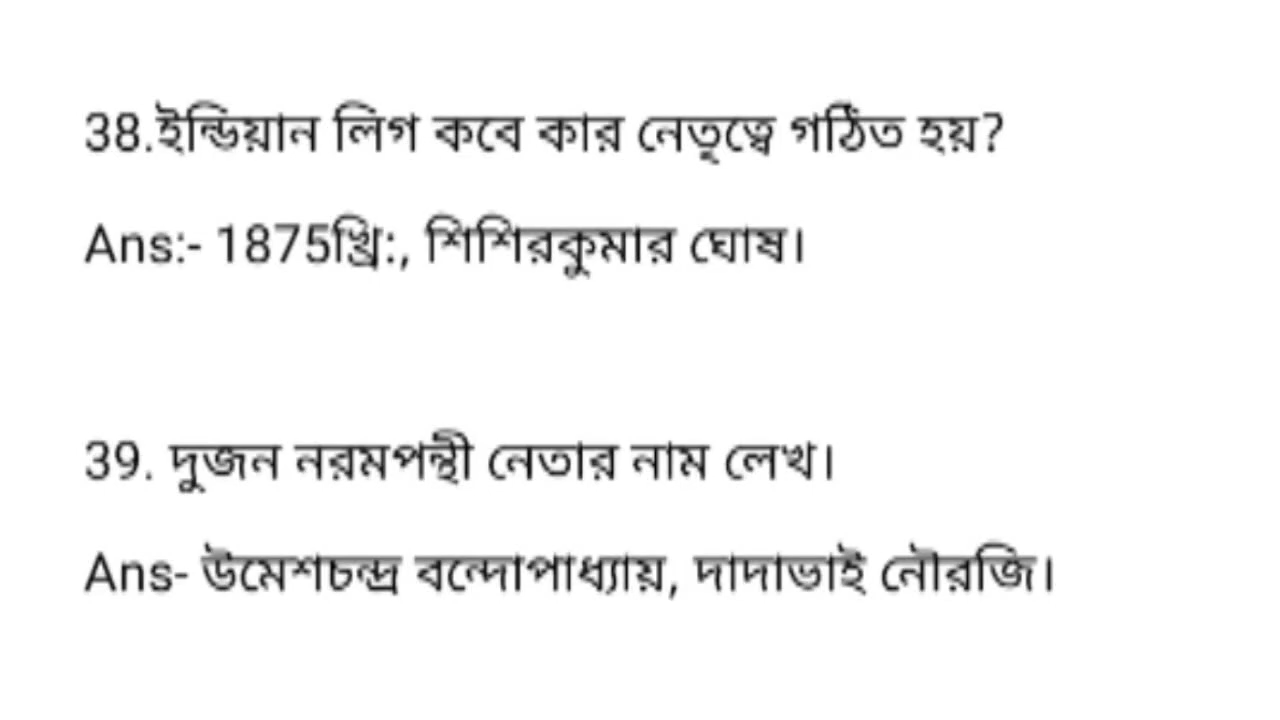 38.ইন্ডিয়ান লিগ কবে কার নেতৃত্বে গঠিত হয়?
Ans:- 1875খ্রি:, শিশিরকুমার ঘোষ।
39. দুজন নরমপন্থী নেতার নাম লেখ।
Ans- উমেশচন্দ্র বন্দোপাধ্যায়, দাদাভাই নৌরজি।